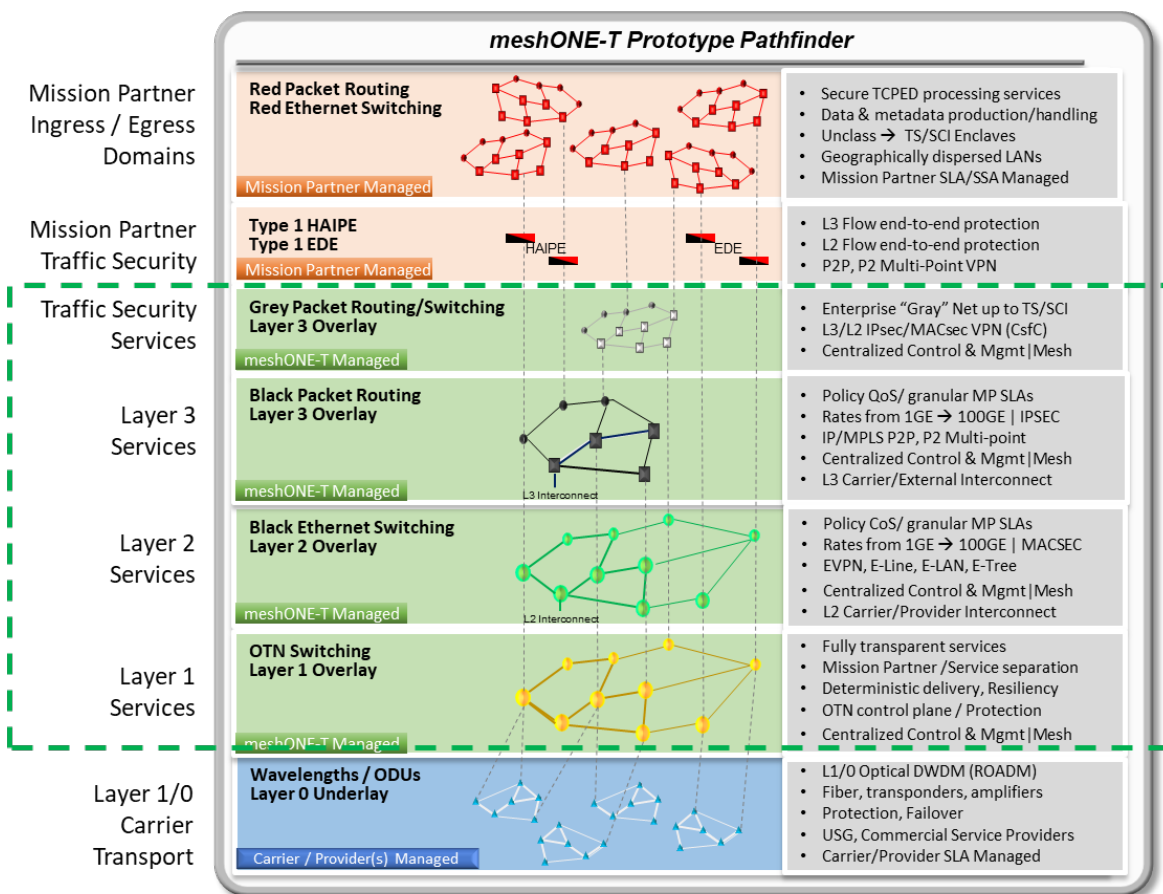 meshONE-T Prototype Pathfinder
Mission Partner
Ingress / Egress
Domains
Red Packet Routing
Red Ethernet Switching
Mission Partner Managed
• Secure TCPED processing services
• Data & metadata production/handling
• Unclass → TS/SCI Enclaves
• Geographically dispersed LANs
• Mission Partner SLA/SSA Managed
Mission Partner
Traffic Security
Type 1 HAIPE
Type 1 EDE
Mission Partner Managed
HAIPE
EDE
• L3 Flow end-to-end protection
• L2 Flow end-to-end protection
• P2P, P2 Multi-Point VPN
Traffic Security
Services
Grey Packet Routing/Switching
Layer 3 Overlay
meshONE-T Managed
• Enterprise “Gray” Net up to TS/SCI
• L3/L2 IPsec/MACsec VPN (CsfC)
• Centralized Control & Mgmt|Mesh
Layer 3
Services
Black Packet Routing
Layer 3 Overlay
meshONE-T Managed
L3 Interconnect
• Policy QoS/ granular MP SLAs
• Rates from 1GE → 100GE | IPSEC
• IP/MPLS P2P, P2 Multi-point
• Centralized Control & Mgmt|Mesh
• L3 Carrier/External Interconnect
Layer 2
Services
Black Ethernet Switching
Layer 2 Overlay
meshONE-T Managed
L2 Interconnect
• Policy CoS/ granular MP SLAs
• Rates from 1GE → 100GE | MACSEC
• EVPN, E-Line, E-LAN, E-Tree
• Centralized Control & Mgmt|Mesh
• L2 Carrier/Provider Interconnect
Layer 1
Services
OTN Switching
Layer 1 Overlay
meshONE-T Managed
• Fully transparent services
• Mission Partner /Service separation
• Deterministic delivery, Resiliency
• OTN control plane / Protection
• Centralized Control & Mgmt|Mesh
Layer 1/0
Carrier
Transport
Wavelengths / ODUs
Layer 0 Underlay
Carrier / Provider(s) Managed
• L1/0 Optical DWDM (ROADM)
• Fiber, transponders, amplifiers
• Protection, Failover
• USG, Commercial Service Providers
• Carrier/Provider SLA Managed